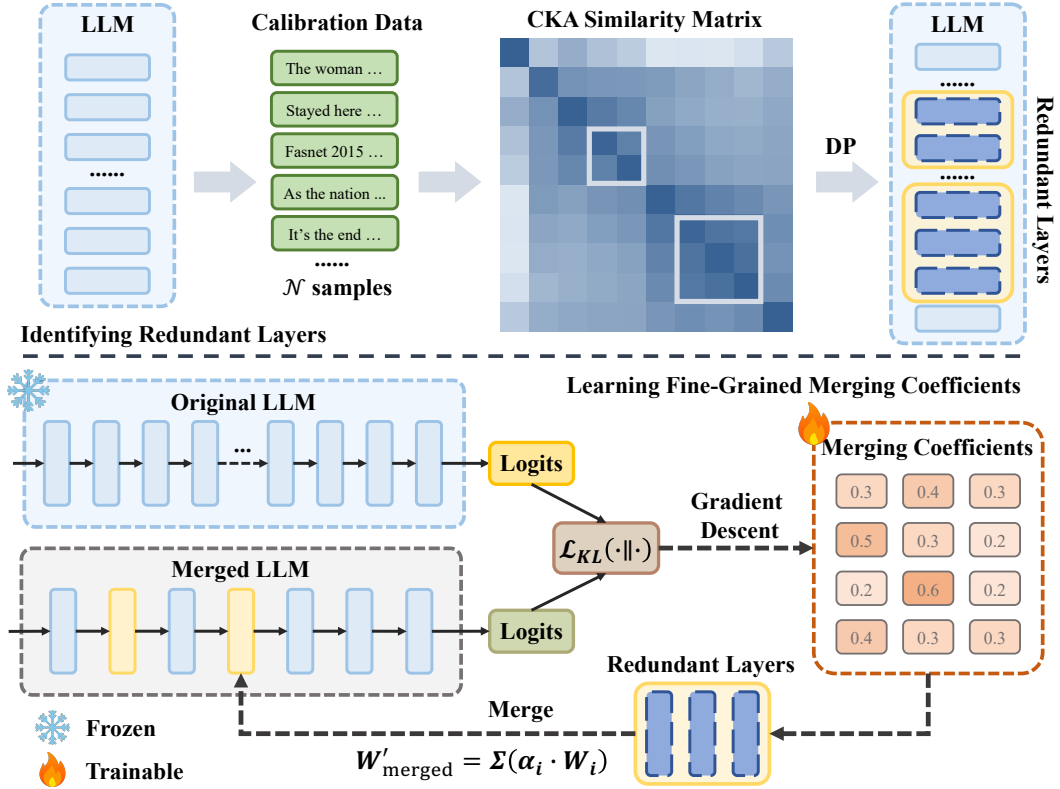 LLM
Calibration Data
CKA Similarity Matrix
LLM
The woman ...
Stayed here ...
Fasnet 2015 ...
As the nation ...
It's the end ...
......
𝒩 samples
......
DP
......
......
Redundant Layers
Identifying Redundant Layers
Learning Fine-Grained Merging Coefficients
Original LLM
...
Logits
Merging Coefficients
0.3 0.4 0.3
0.5 0.3 0.2
0.2 0.6 0.2
0.4 0.3 0.3
Gradient
Descent
ℒ_KL(·‖·)
Merged LLM
Logits
Redundant Layers
Merge
W′_merged = Σ(α_i · W_i)
Frozen
Trainable